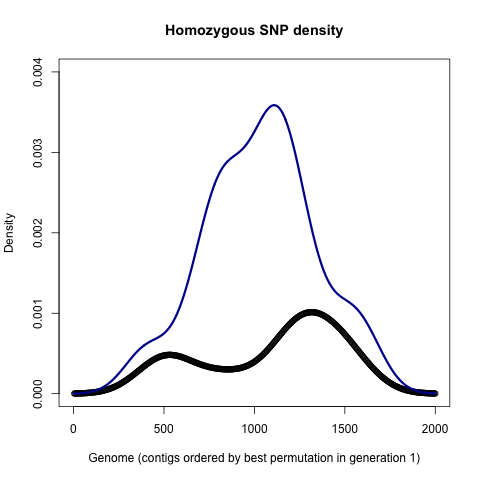 Homozygous SNP density
Density
0.004
0.003
0.002
0.001
0.000
0 500 1000 1500 2000
Genome (contigs ordered by best permutation in generation 1)